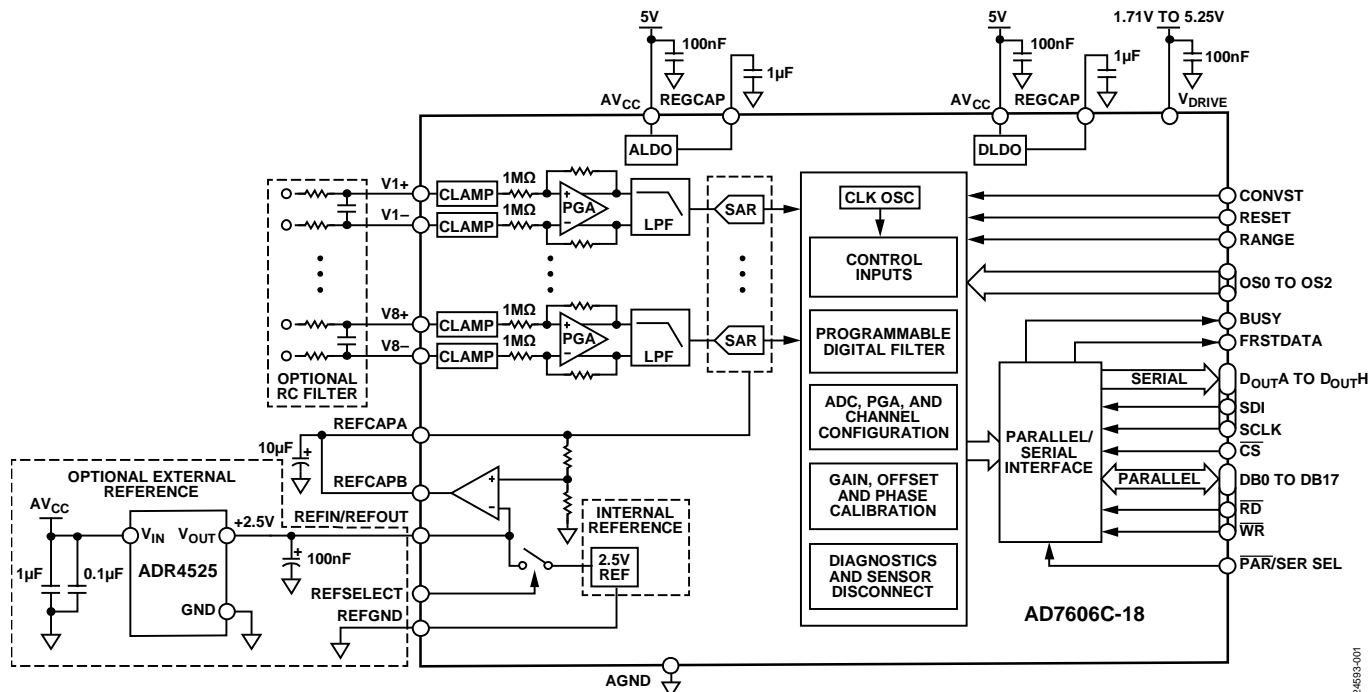 5V
100nF
1µF
AVCC
REGCAP
5V
100nF
1µF
1.71V TO 5.25V
100nF
AVCC
REGCAP
VDRIVE
ALDO
DLDO
V1+
CLAMP
1MΩ
PGA
+
−
LPF
SAR
V1−
CLAMP
1MΩ
V8+
CLAMP
1MΩ
PGA
+
−
LPF
SAR
V8−
CLAMP
1MΩ
OPTIONAL
RC FILTER
CLK OSC
CONTROL
INPUTS
PROGRAMMABLE
DIGITAL FILTER
ADC, PGA, AND
CHANNEL
CONFIGURATION
GAIN, OFFSET
AND PHASE
CALIBRATION
DIAGNOSTICS
AND SENSOR
DISCONNECT
CONVST
RESET
RANGE
OS0 TO OS2
BUSY
FRSTDATA
SERIAL
DOUTA TO DOUTH
SDI
SCLK
CS
PARALLEL
DB0 TO DB17
RD
WR
PAR/SER SEL
PARALLEL/
SERIAL
INTERFACE
AD7606C-18
REFCAPA
10µF
+
REFCAPB
+
−
OPTIONAL EXTERNAL
REFERENCE
REFIN/REFOUT
INTERNAL
REFERENCE
2.5V
REF
AVCC
VIN
VOUT
+2.5V
ADR4525
GND
1µF
0.1µF
+
100nF
REFSELECT
REFGND
AGND
24593-001